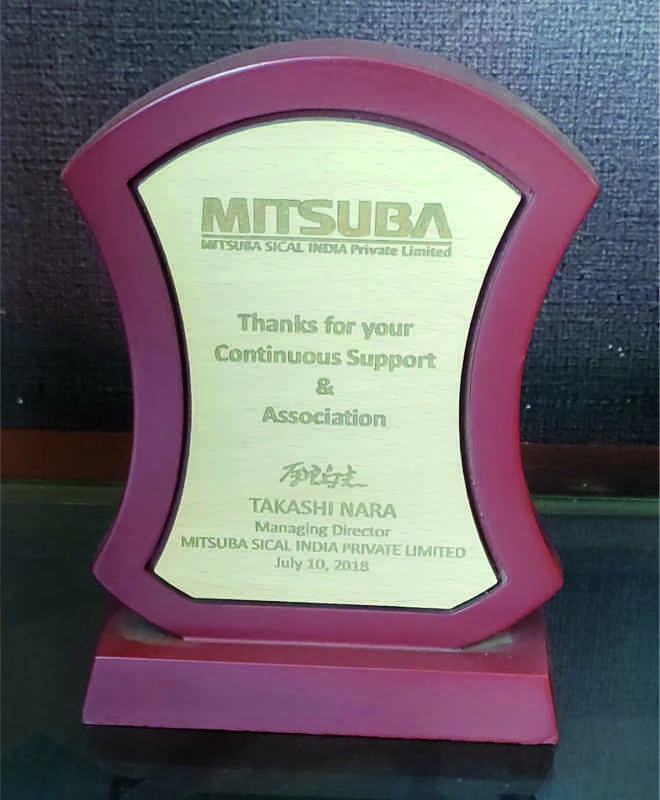 MITSUBA
MITSUBA SICAL INDIA Private Limited
Thanks for your
Continuous Support
&
Association
TAKASHI NARA
Managing Director
MITSUBA SICAL INDIA PRIVATE LIMITED
July 10, 2018